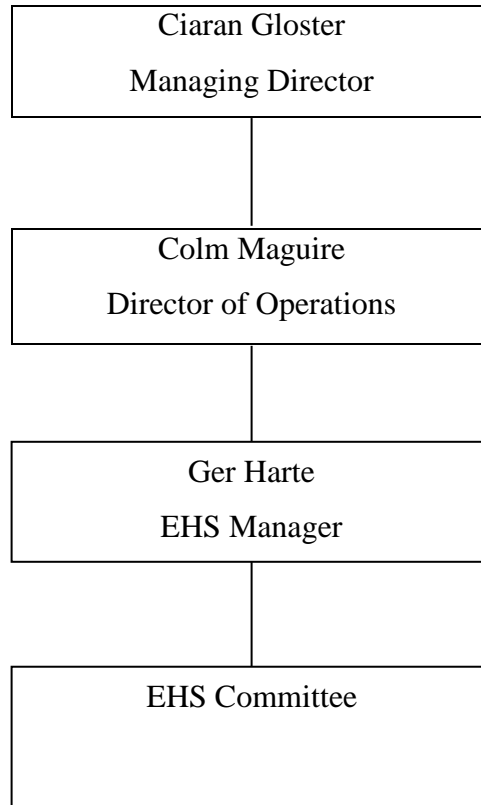 Ciaran Gloster
Managing Director
Colm Maguire
Director of Operations
Ger Harte
EHS Manager
EHS Committee